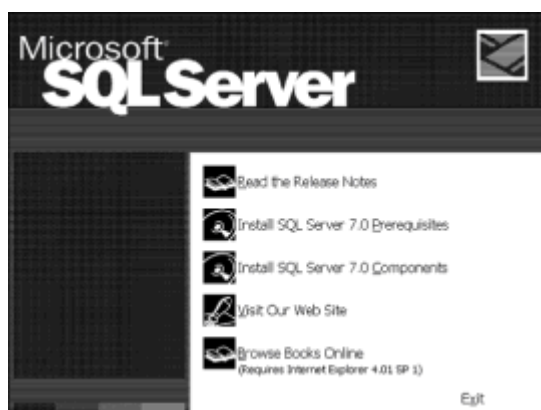 Microsoft
SQL Server
Read the Release Notes
Install SQL Server 7.0 Prerequisites
Install SQL Server 7.0 Components
Visit Our Web Site
Browse Books Online
(Requires Internet Explorer 4.01 SP 1)
Exit